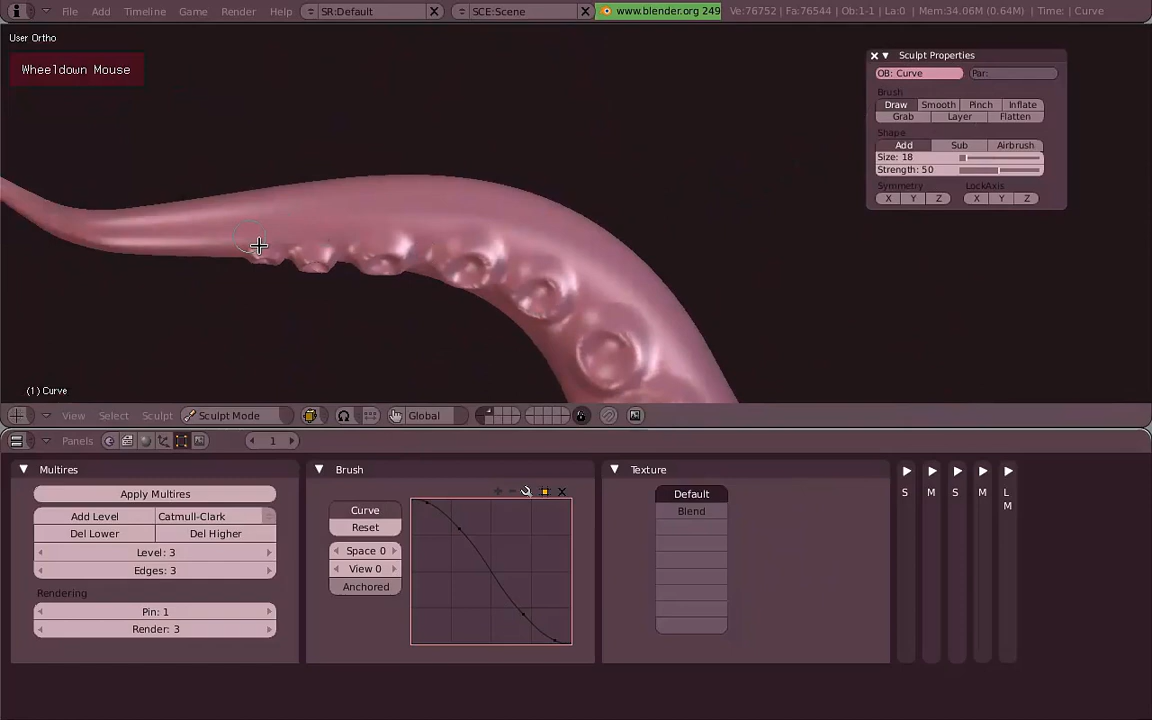 File Add Timeline Game Render Help SR:Default SCE:Scene www.blender.org 249 Ve:76752 | Fa:76544 | Ob:1-1 | La:0 | Mem:34.06M (0.64M) | Time: | Curve
User Ortho
Wheeldown Mouse
Sculpt Properties
OB: Curve Par:
Brush
Draw Smooth Pinch Inflate
Grab Layer Flatten
Shape
Add Sub Airbrush
Size: 18
Strength: 50
Symmetry LockAxis
X Y Z X Y Z
(1) Curve
View Select Sculpt Sculpt Mode Global
Panels 1
Multires
Apply Multires
Add Level Catmull-Clark
Del Lower Del Higher
Level: 3
Edges: 3
Rendering
Pin: 1
Render: 3
Brush
Curve
Reset
Space 0
View 0
Anchored
Texture
Default
Blend
S M S M L
M